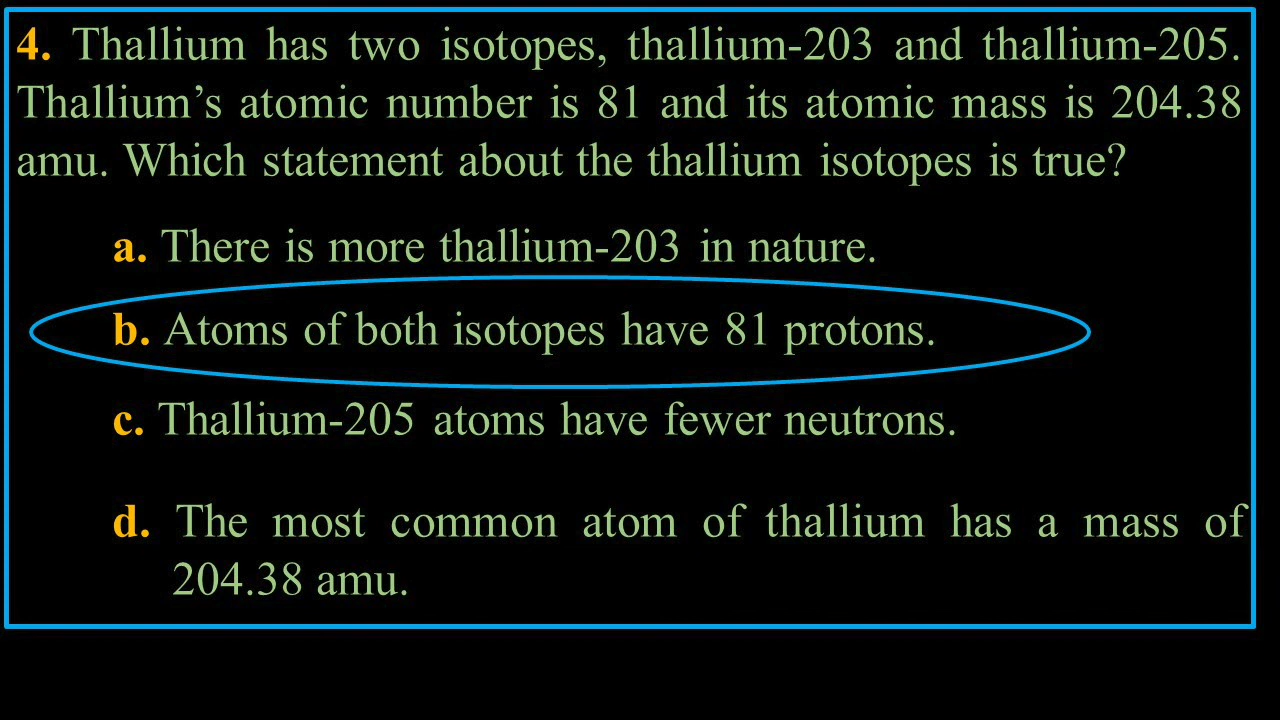 4. Thallium has two isotopes, thallium-203 and thallium-205.
Thallium’s atomic number is 81 and its atomic mass is 204.38
amu. Which statement about the thallium isotopes is true?
a. There is more thallium-203 in nature.
b. Atoms of both isotopes have 81 protons.
c. Thallium-205 atoms have fewer neutrons.
d. The most common atom of thallium has a mass of
204.38 amu.